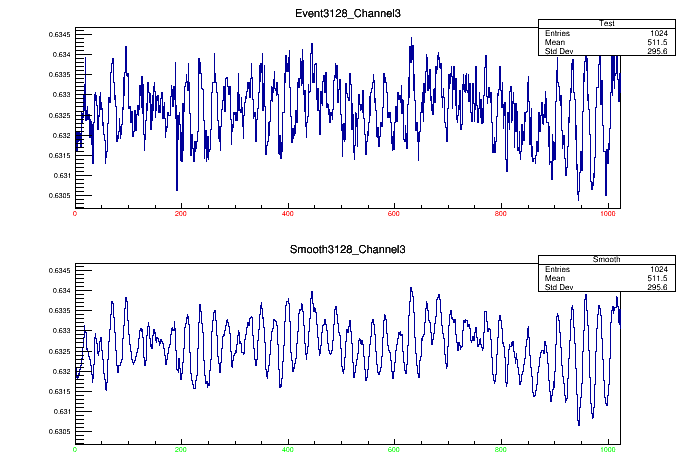 Event3128_Channel3
Test
Entries 1024
Mean 511.5
Std Dev 295.6
0.6345
0.634
0.6335
0.633
0.6325
0.632
0.6315
0.631
0.6305
0 200 400 600 800 1000
Smooth3128_Channel3
Smooth
Entries 1024
Mean 511.5
Std Dev 295.6
0.6345
0.634
0.6335
0.633
0.6325
0.632
0.6315
0.631
0.6305
0 200 400 600 800 1000